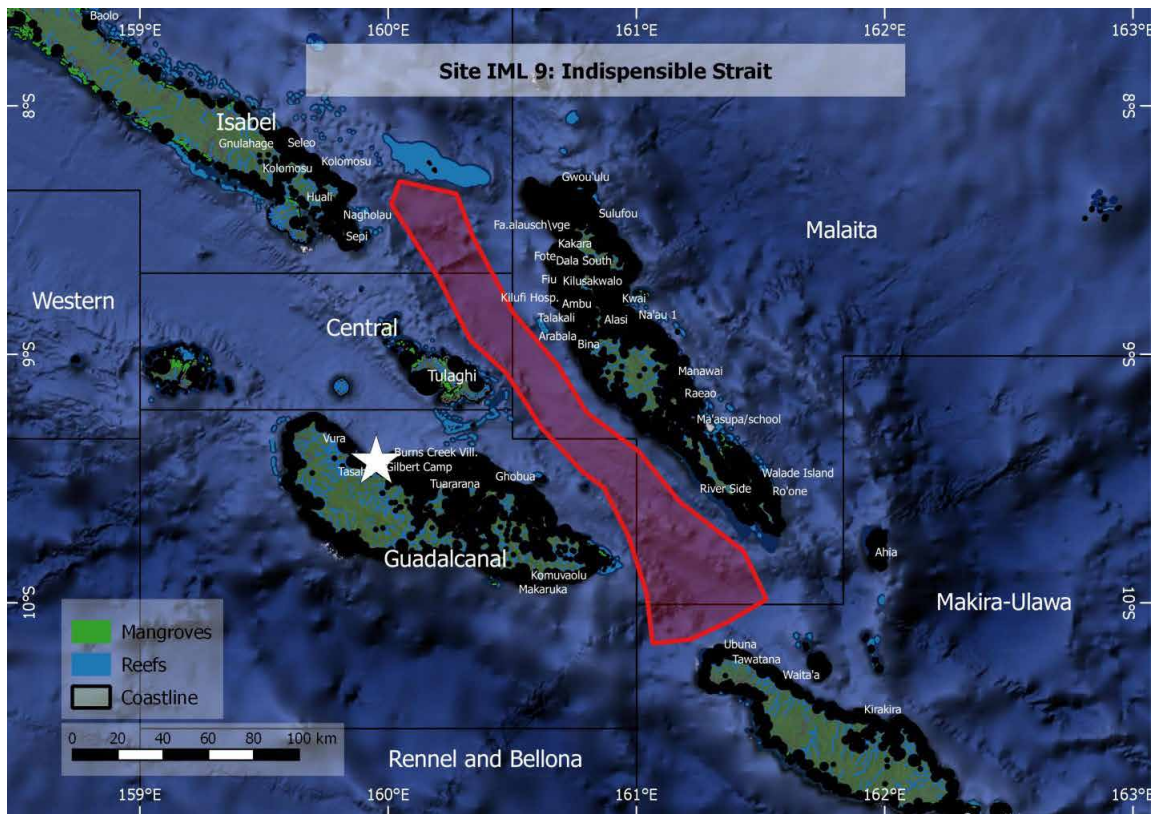 159°E 160°E 161°E 162°E 163°E
Site IML 9: Indispensible Strait
8°S 8°S
Baolo
Isabel
Gnulahage
Seleo
Kolomosu
Kolomosu
Huali
Nagholau
Sepi
Gwou'ulu
Sulufou
Fa.alausch\vge
Kakara
Fote
Dala South
Fiu
Kilusakwalo
Kilufi Hosp.
Ambu
Kwai
Talakali
Alasi
Na'au 1
Arabala
Bina
Malaita
Western
Central
9°S 9°S
Tulaghi
Manawai
Raeao
Ma'asupa/school
Vura
Burns Creek Vill.
Gilbert Camp
Tuararana
Ghobua
Walade Island
River Side
Ro'one
Guadalcanal
Komuvaolu
Makaruka
Ahia
Makira-Ulawa
10°S 10°S
Mangroves
Reefs
Coastline
0 20 40 60 80 100 km
Ubuna
Tawatana
Waita'a
Kirakira
Rennel and Bellona
159°E 160°E 161°E 162°E 163°E